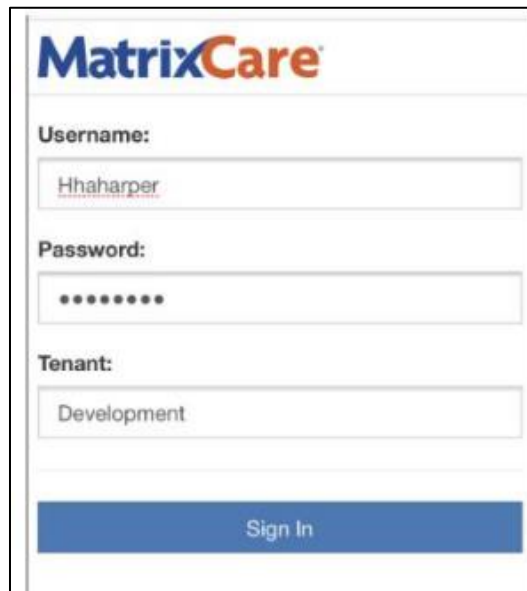 MatrixCare
Username:
Hhaharper
Password:
••••••••
Tenant:
Development
Sign In